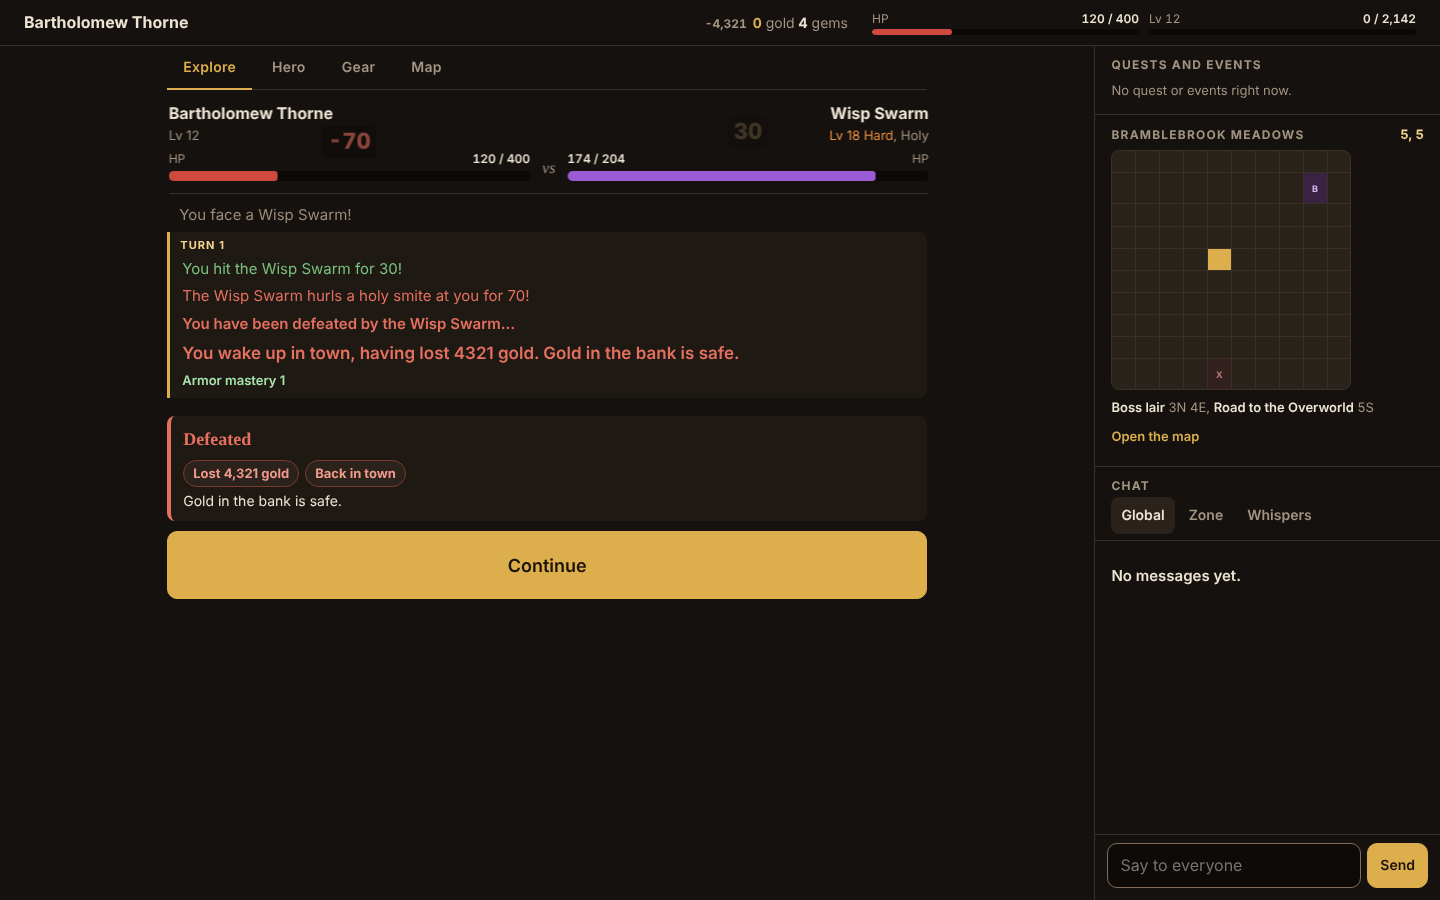 Bartholomew Thorne
-4,321 0 gold 4 gems
HP 120 / 400
Lv 12 0 / 2,142
Explore Hero Gear Map
Bartholomew Thorne
Lv 12
-70
HP 120 / 400
vs
30
Wisp Swarm
Lv 18 Hard, Holy
174 / 204 HP
You face a Wisp Swarm!
TURN 1
You hit the Wisp Swarm for 30!
The Wisp Swarm hurls a holy smite at you for 70!
You have been defeated by the Wisp Swarm...
You wake up in town, having lost 4321 gold. Gold in the bank is safe.
Armor mastery 1
Defeated
Lost 4,321 gold Back in town
Gold in the bank is safe.
Continue
QUESTS AND EVENTS
No quest or events right now.
BRAMBLEBROOK MEADOWS 5, 5
B
X
Boss lair 3N 4E, Road to the Overworld 5S
Open the map
CHAT
Global Zone Whispers
No messages yet.
Say to everyone Send